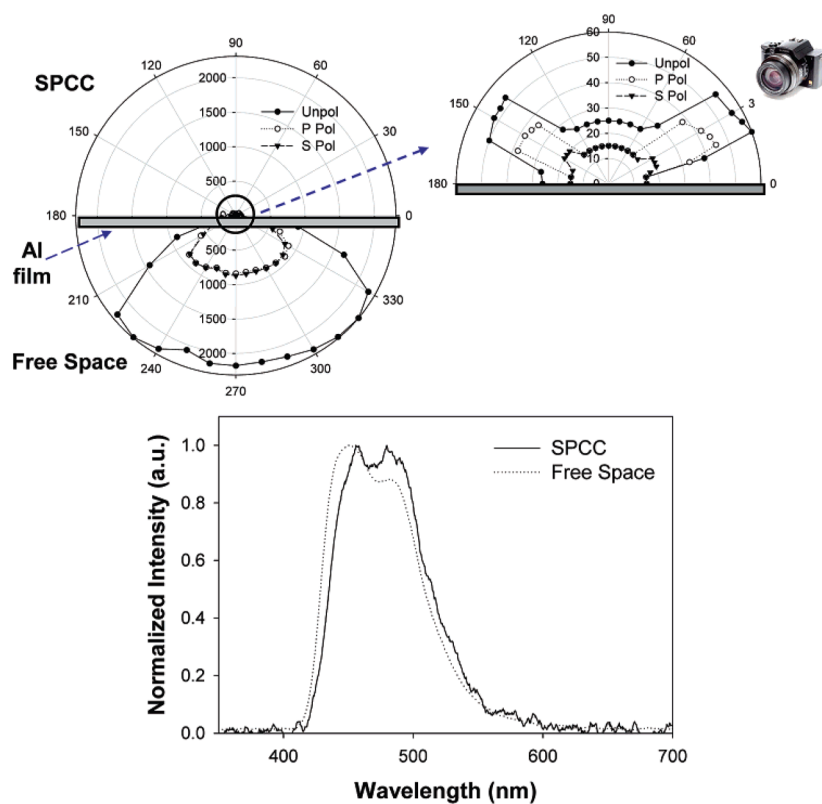 SPCC
90
120
60
150
30
180
0
2000
1500
1000
500
Unpol
P Pol
S Pol
500
1000
1500
2000
210
330
240
300
270
Al
film
Free Space
90
120
60
150
3
180
60
50
40
30
20
10
0
Unpol
P Pol
S Pol
Normalized Intensity (a.u.)
1.0
0.8
0.6
0.4
0.2
0.0
SPCC
Free Space
400 500 600 700
Wavelength (nm)